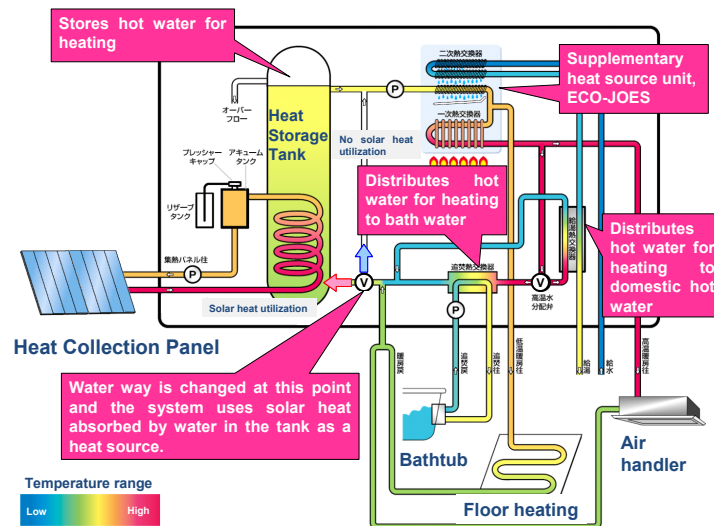 Stores hot water for
heating
二次熱交換器
Supplementary
heat source unit,
ECO-JOES
オーバー
フロー
Heat
Storage
Tank
No solar heat
utilization
一次熱交換器
プレッシャー
キャップ
アキューム
タンク
リザーブ
タンク
Distributes hot
water for heating
to bath water
給湯熱交換器
Distributes
hot water for
heating to
domestic hot
water
集熱パネル往
追焚熱交換器
P
P
P
V
V
高温水
分配弁
Solar heat utilization
Heat Collection Panel
暖房戻
追焚戻
追焚往
低温暖房往
給湯
給水
高温暖房往
Water way is changed at this point
and the system uses solar heat
absorbed by water in the tank as a
heat source.
Bathtub
Air
handler
Floor heating
Temperature range
Low
High